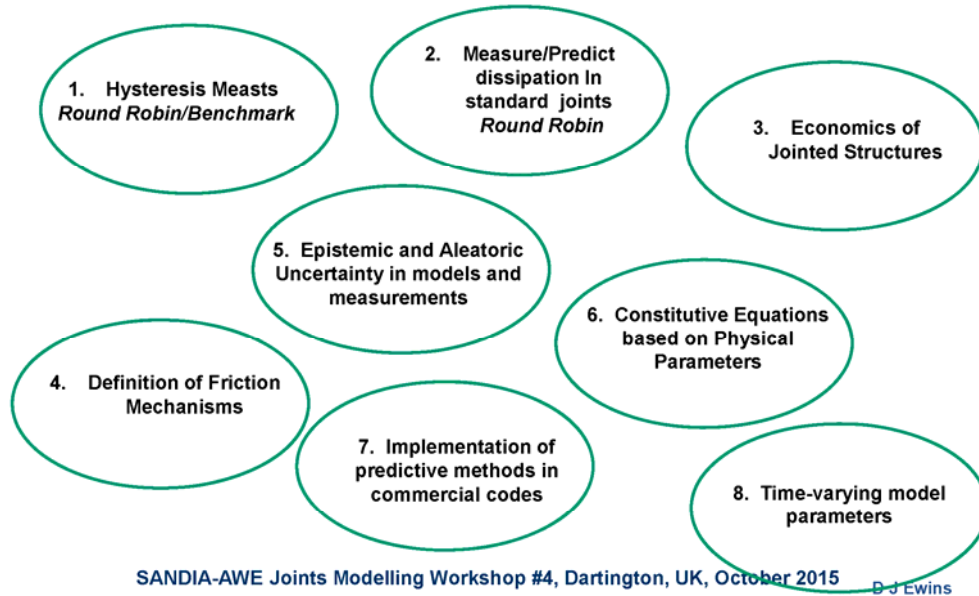 1. Hysteresis Measts
Round Robin/Benchmark
2. Measure/Predict
dissipation In
standard joints
Round Robin
3. Economics of
Jointed Structures
5. Epistemic and Aleatoric
Uncertainty in models and
measurements
6. Constitutive Equations
based on Physical
Parameters
4. Definition of Friction
Mechanisms
7. Implementation of
predictive methods in
commercial codes
8. Time-varying model
parameters
SANDIA-AWE Joints Modelling Workshop #4, Dartington, UK, October 2015
D J Ewins